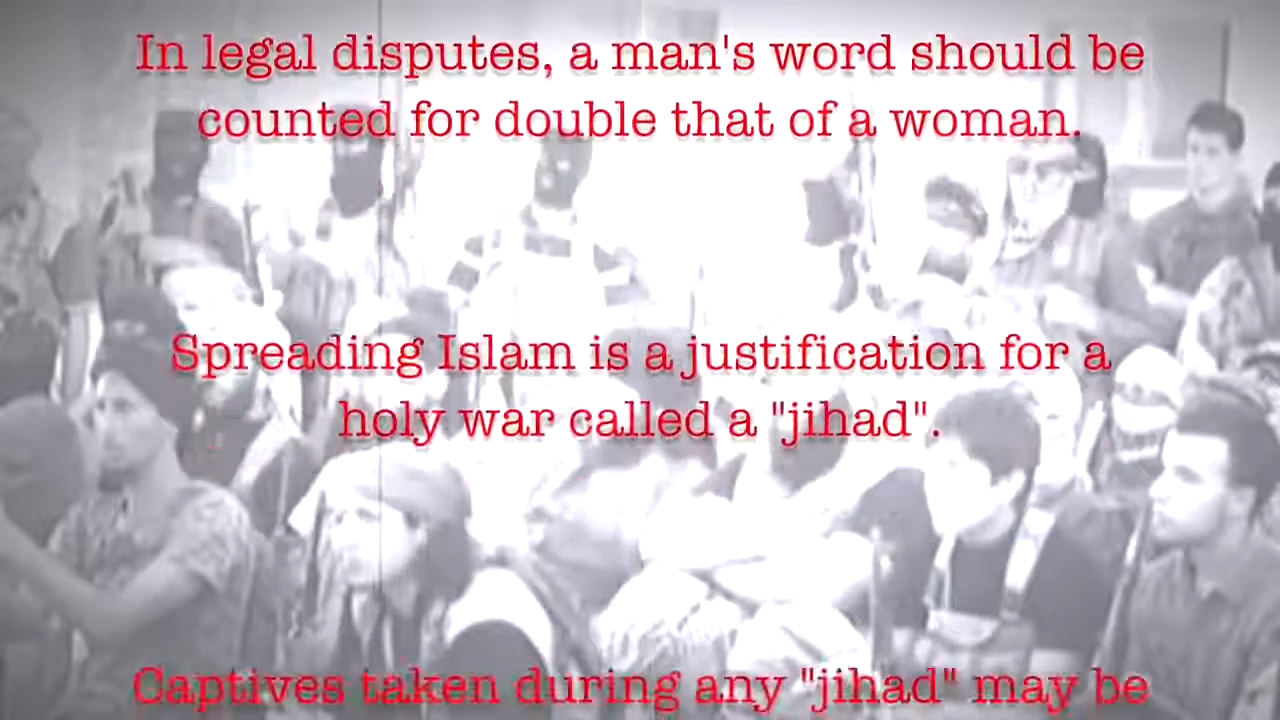 In legal disputes, a man's word should be
counted for double that of a woman.
Spreading Islam is a justification for a
holy war called a "jihad".
Captives taken during any "jihad" may be